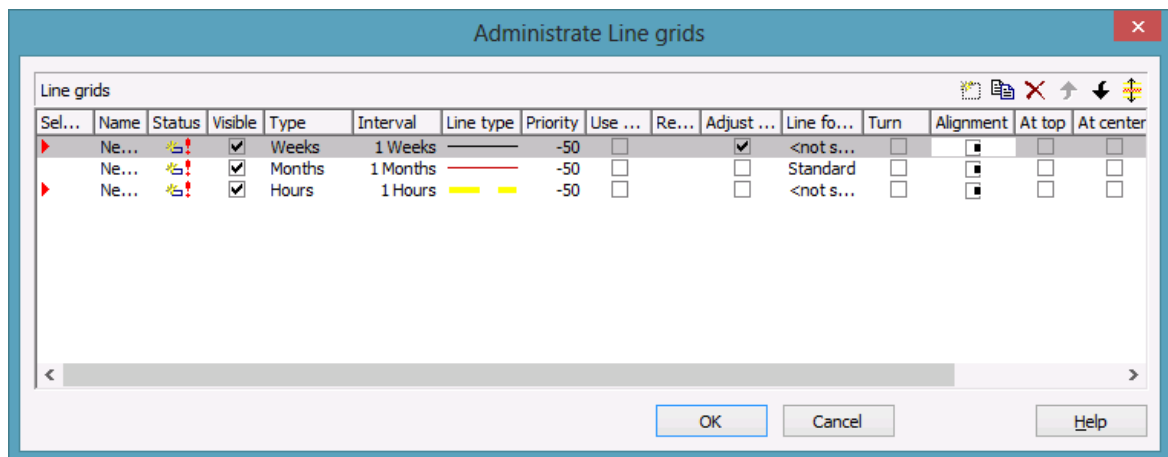 Administrate Line grids
Line grids
Sel... Name Status Visible Type Interval Line type Priority Use ... Re... Adjust ... Line fo... Turn Alignment At top At center
Ne... Weeks 1 Weeks -50 <not s...
Ne... Months 1 Months -50 Standard
Ne... Hours 1 Hours -50 <not s...
OK Cancel Help